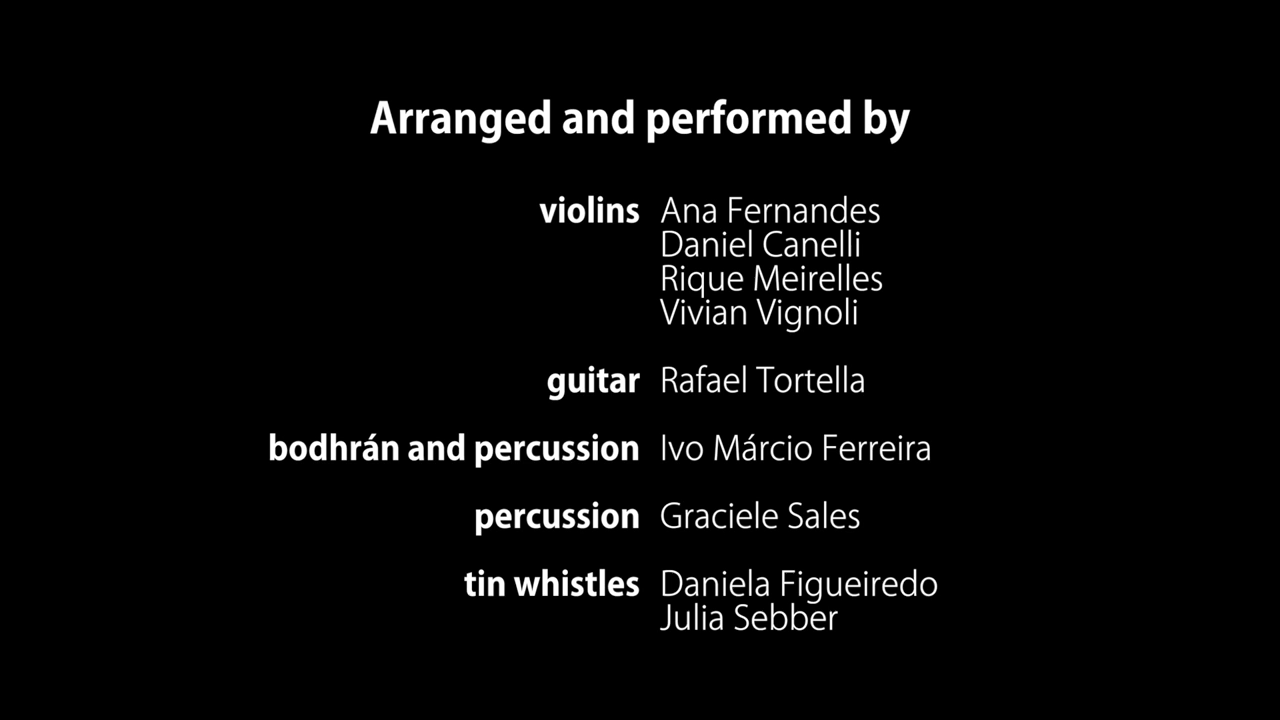 Arranged and performed by
violins Ana Fernandes
Daniel Canelli
Rique Meirelles
Vivian Vignoli
guitar Rafael Tortella
bodhrán and percussion Ivo Márcio Ferreira
percussion Graciele Sales
tin whistles Daniela Figueiredo
Julia Sebber